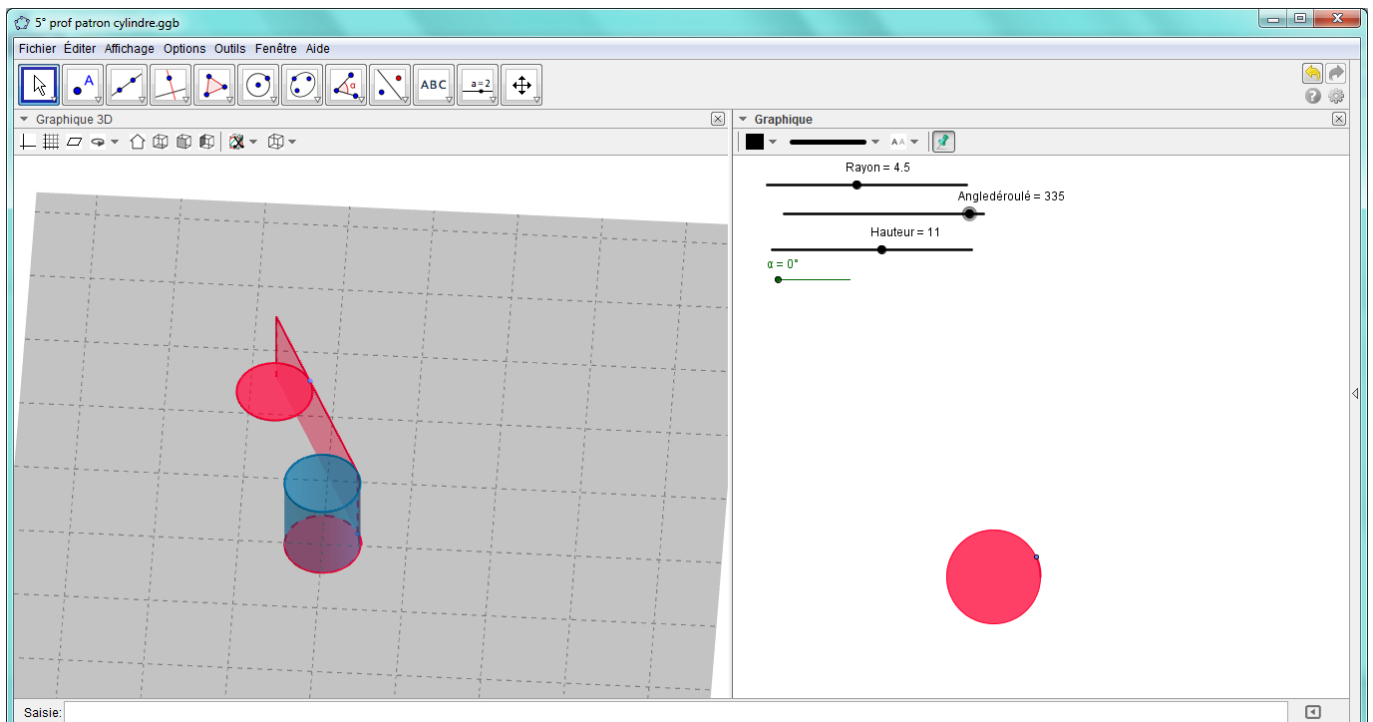 5° prof patron cylindre.ggb
Fichier Éditer Affichage Options Outils Fenêtre Aide
A α ABC a=2
Graphique 3D
Graphique
AA
Rayon = 4.5
Angledéroulé = 335
Hauteur = 11
α = 0°
Saisie: